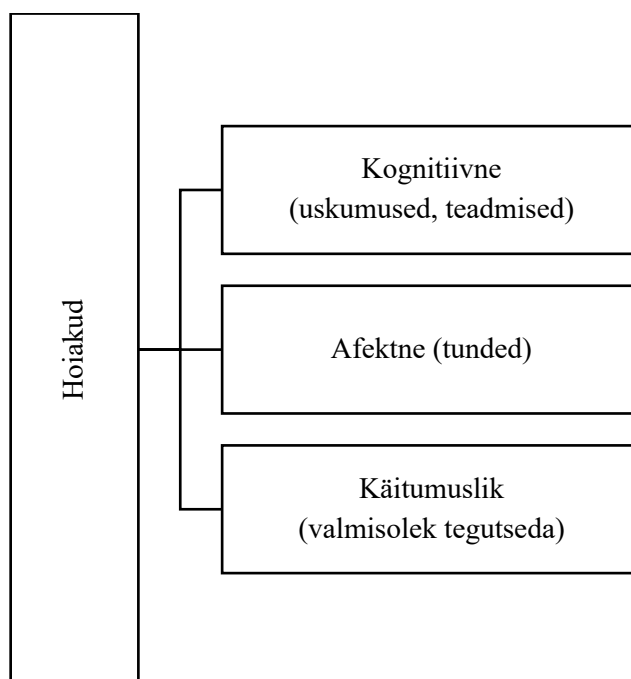 Hoiakud
Kognitiivne
(uskumused, teadmised)
Afektne (tunded)
Käitumuslik
(valmisolek tegutseda)